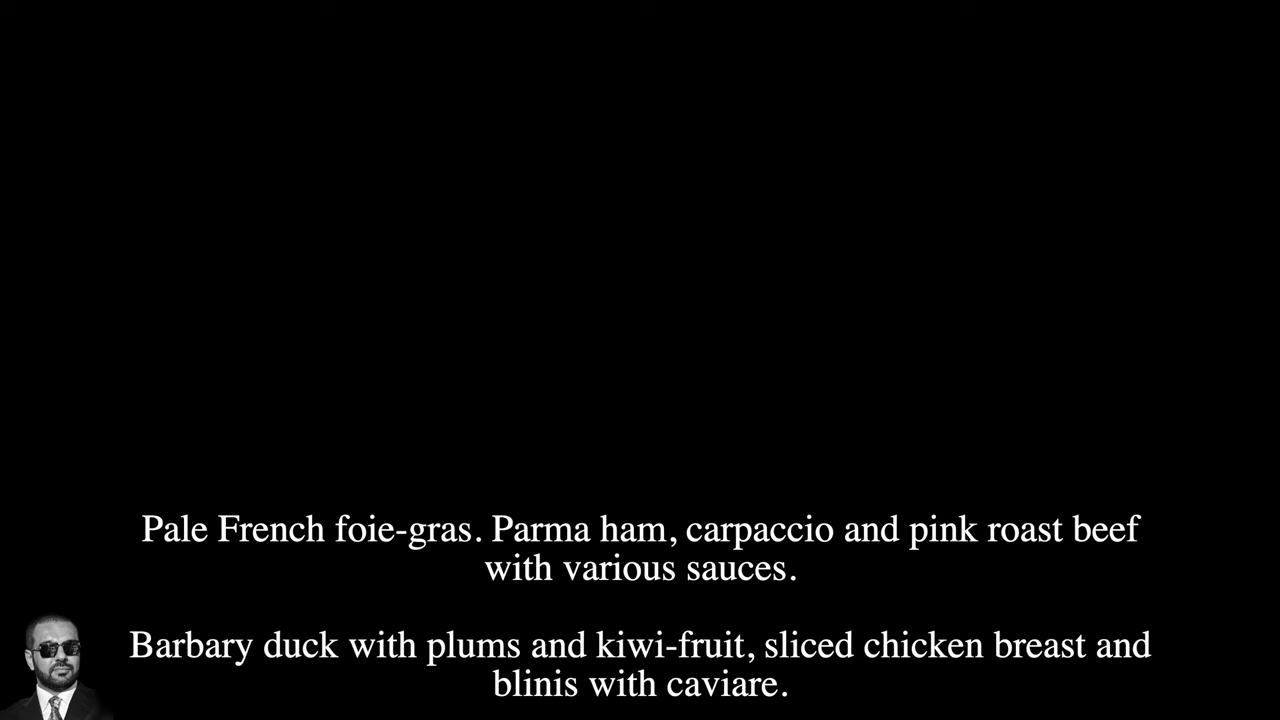 Pale French foie-gras. Parma ham, carpaccio and pink roast beef
with various sauces.
Barbary duck with plums and kiwi-fruit, sliced chicken breast and
blinis with caviare.